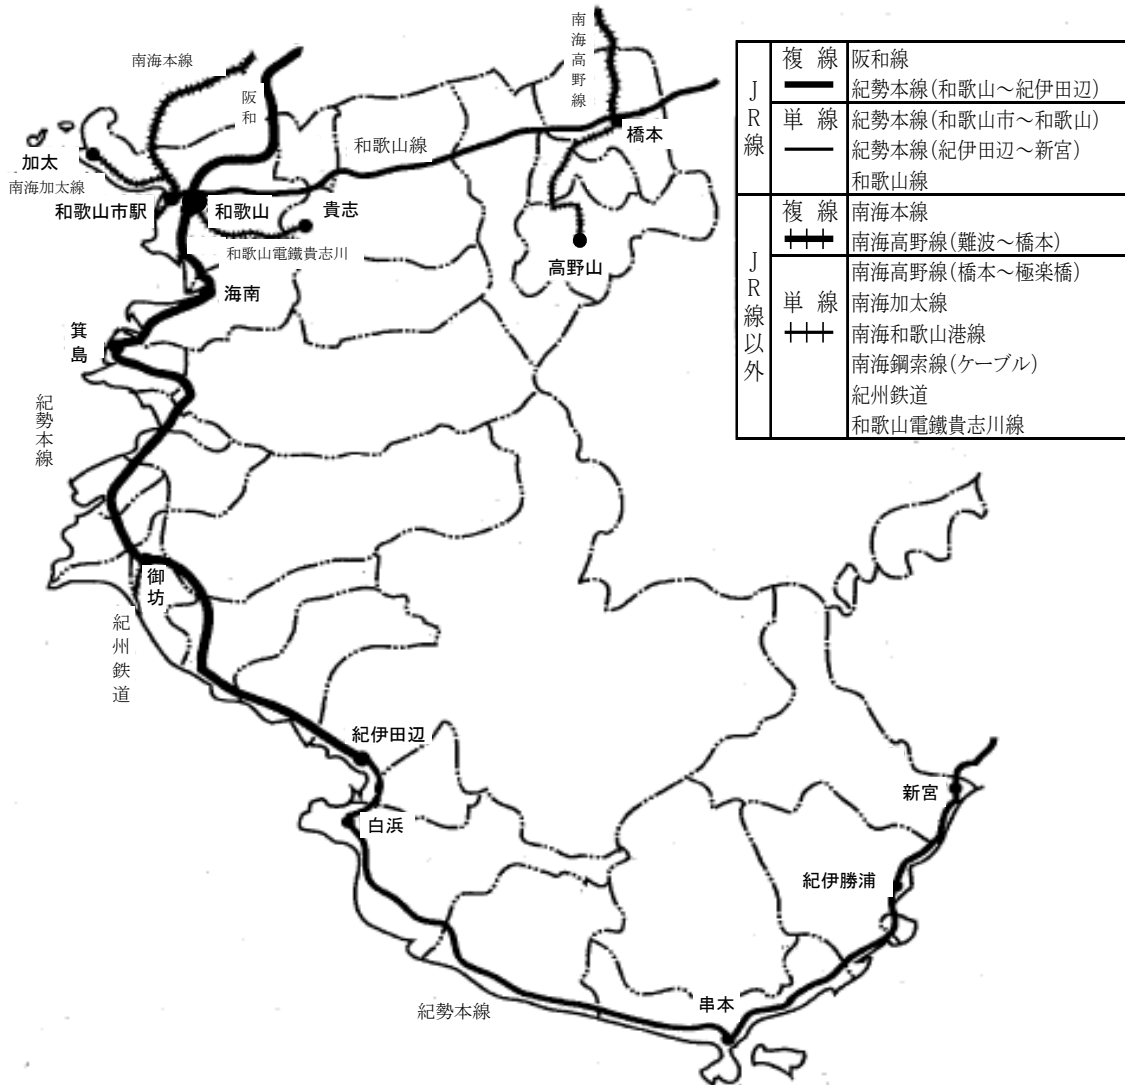 南海本線
阪和
南海高野線
加太
南海加太線
和歌山線
橋本
和歌山市駅
和歌山
貴志
和歌山電鐵貴志川
高野山
海南
箕島
紀勢本線
御坊
紀州鉄道
紀伊田辺
白浜
新宮
紀伊勝浦
串本
紀勢本線
JR線
複線
阪和線
紀勢本線(和歌山～紀伊田辺)
単線
紀勢本線(和歌山市～和歌山)
紀勢本線(紀伊田辺～新宮)
和歌山線
JR線以外
複線
南海本線
南海高野線(難波～橋本)
単線
南海高野線(橋本～極楽橋)
南海加太線
南海和歌山港線
南海鋼索線(ケーブル)
紀州鉄道
和歌山電鐵貴志川線